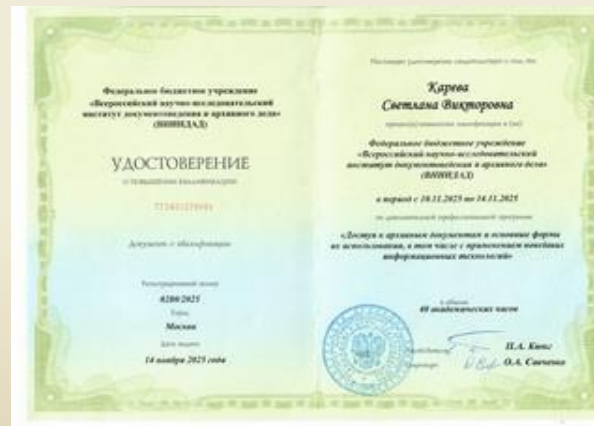 Федеральное бюджетное учреждение
«Всероссийский научно-исследовательский
институт документоведения и архивного дела»
(ВНИИДАД)
УДОСТОВЕРЕНИЕ
о повышении квалификации
Документ о квалификации
Регистрационный номер
0280/2025
Город
Москва
Дата выдачи
14 ноября 2025 года
Настоящее удостоверение свидетельствует о том, что
Карева
Светлана Викторовна
прошел(а) повышение квалификации в (на)
Федеральное бюджетное учреждение
«Всероссийский научно-исследовательский
институт документоведения и архивного дела»
(ВНИИДАД)
в период с 10.11.2025 по 14.11.2025
по дополнительной профессиональной программе
«Доступ к архивным документам и основные формы
их использования, в том числе с применением новейших
информационных технологий»
в объёме
40 академических часов
Руководитель
П.А. Кюнг
Секретарь
О.А. Савченко